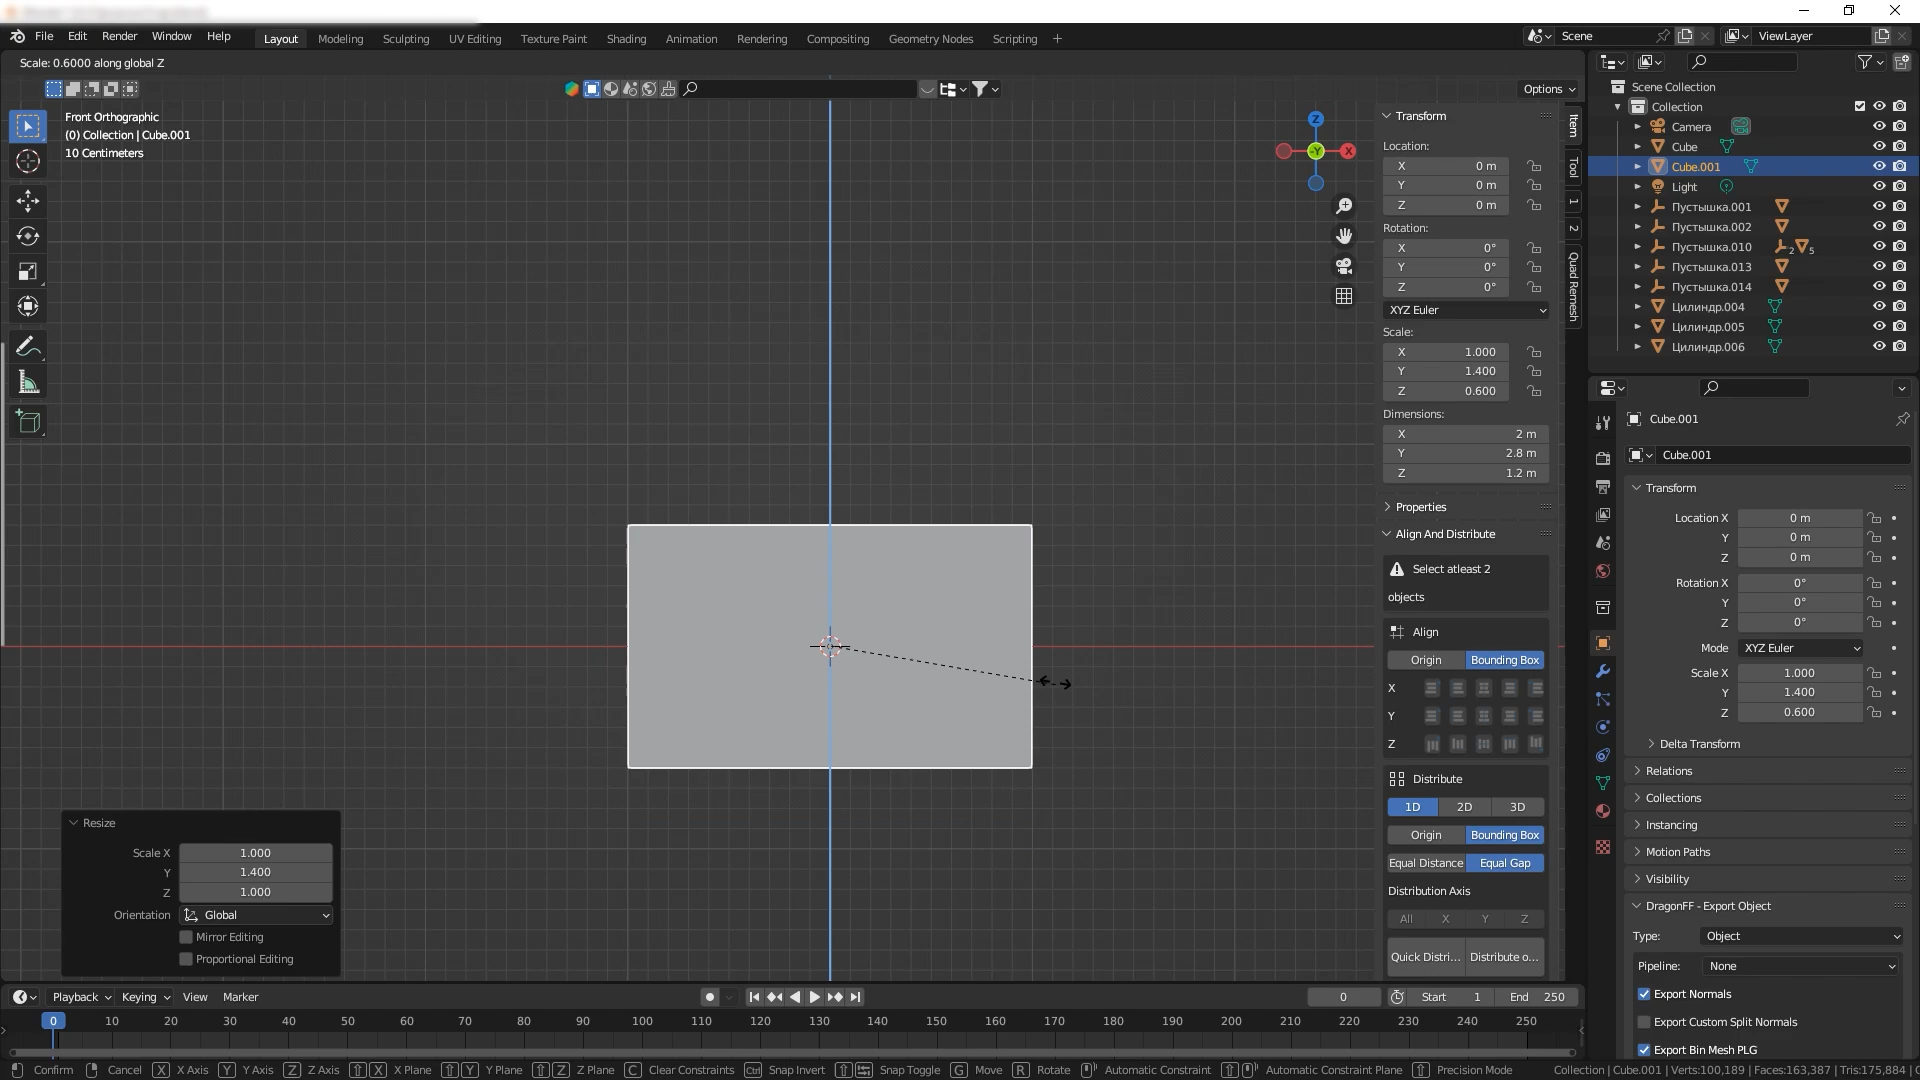 File Edit Render Window Help Layout Modeling Sculpting UV Editing Texture Paint Shading Animation Rendering Compositing Geometry Nodes Scripting + Scene ViewLayer
Scale: 0.6000 along global Z
Options
Front Orthographic
(0) Collection | Cube.001
10 Centimeters
Z
-Y
X
Transform
Location:
X 0 m
Y 0 m
Z 0 m
Rotation:
X 0°
Y 0°
Z 0°
XYZ Euler
Scale:
X 1.000
Y 1.400
Z 0.600
Dimensions:
X 2 m
Y 2.8 m
Z 1.2 m
Properties
Align And Distribute
Select atleast 2
objects
Align
Origin Bounding Box
X
Y
Z
Distribute
1D 2D 3D
Origin Bounding Box
Equal Distance Equal Gap
Distribution Axis
All X Y Z
Quick Distri... Distribute o...
Item
Tool
1
2
Quad Remesh
Scene Collection
Collection
Camera
Cube
Cube.001
Light
Пустышка.001
Пустышка.002
Пустышка.010 2 5
Пустышка.013
Пустышка.014
Цилиндр.004
Цилиндр.005
Цилиндр.006
Cube.001
Cube.001
Transform
Location X 0 m
Y 0 m
Z 0 m
Rotation X 0°
Y 0°
Z 0°
Mode XYZ Euler
Scale X 1.000
Y 1.400
Z 0.600
Delta Transform
Relations
Collections
Instancing
Motion Paths
Visibility
DragonFF - Export Object
Type: Object
Pipeline: None
Export Normals
Export Custom Split Normals
Export Bin Mesh PLG
Resize
Scale X 1.000
Y 1.400
Z 1.000
Orientation Global
Mirror Editing
Proportional Editing
Playback Keying View Marker 0 Start 1 End 250
0 10 20 30 40 50 60 70 80 90 100 110 120 130 140 150 160 170 180 190 200 210 220 230 240 250
Confirm Cancel X X Axis Y Y Axis Z Z Axis X X Plane Y Y Plane Z Z Plane C Clear Constraints Ctrl Snap Invert Snap Toggle G Move R Rotate Automatic Constraint Automatic Constraint Plane Precision Mode Collection | Cube.001 | Verts:100,189 | Faces:163,387 | Tris:175,884 |